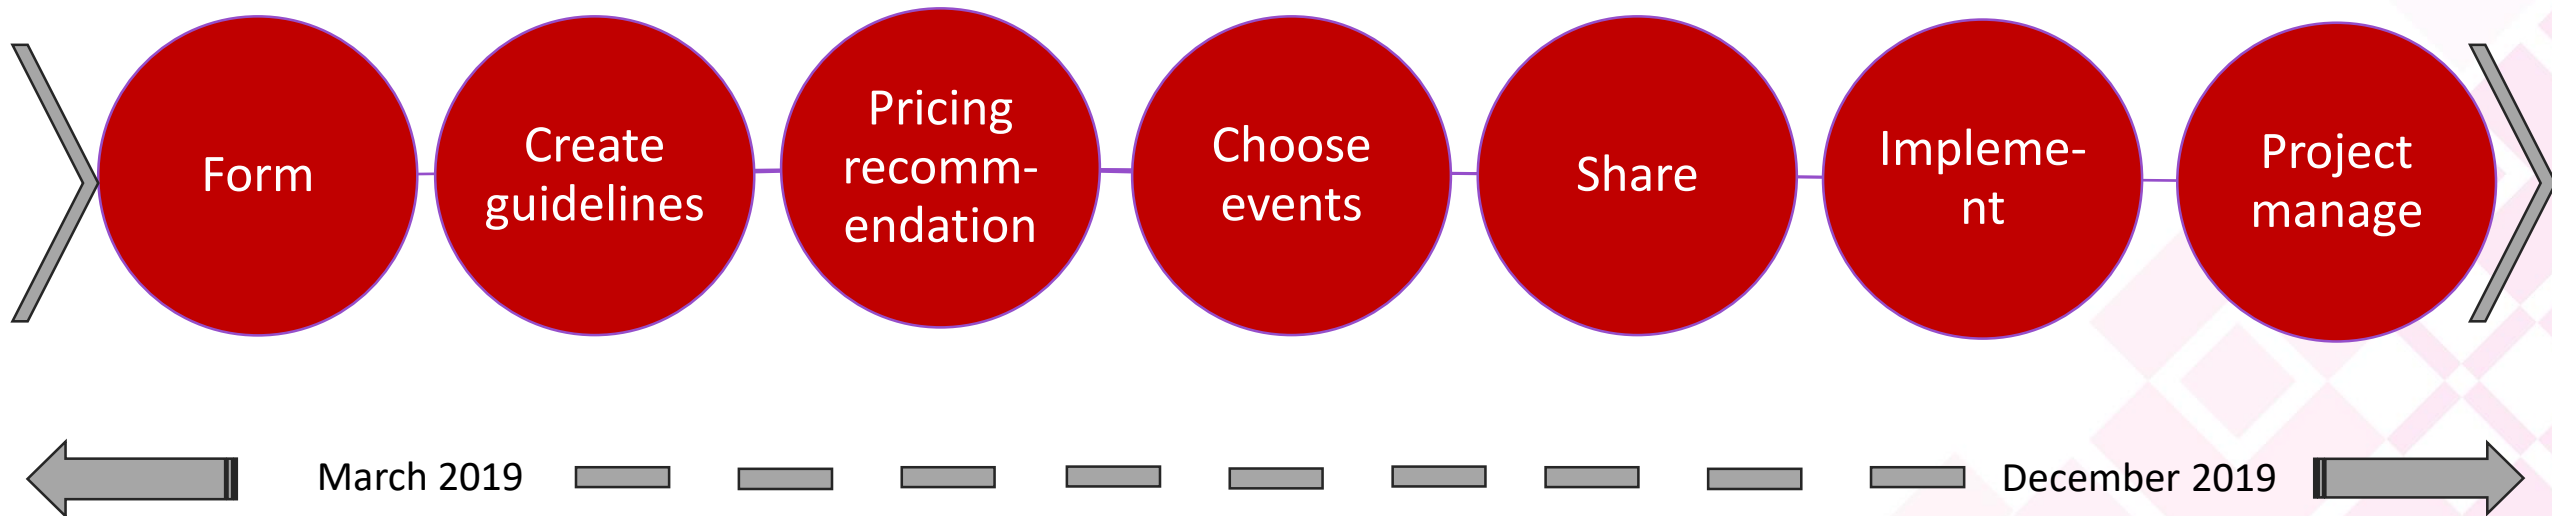 Form
Create
guidelines
Pricing
recomm-
endation
Choose
events
Share
Impleme-
nt
Project
manage
March 2019
December 2019